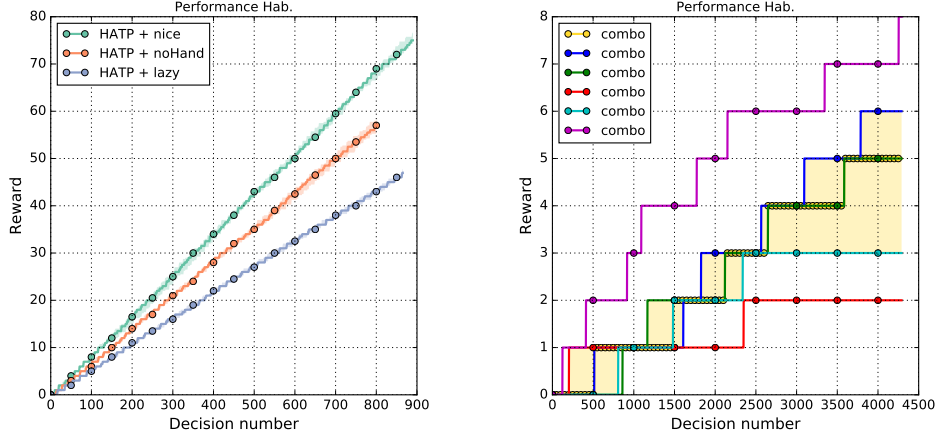 Performance Hab.
80
70
60
50
40
30
20
10
0
Reward
HATP + nice
HATP + noHand
HATP + lazy
0 100 200 300 400 500 600 700 800 900
Decision number
Performance Hab.
8
7
6
5
4
3
2
1
0
Reward
combo
combo
combo
combo
combo
combo
0 500 1000 1500 2000 2500 3000 3500 4000 4500
Decision number